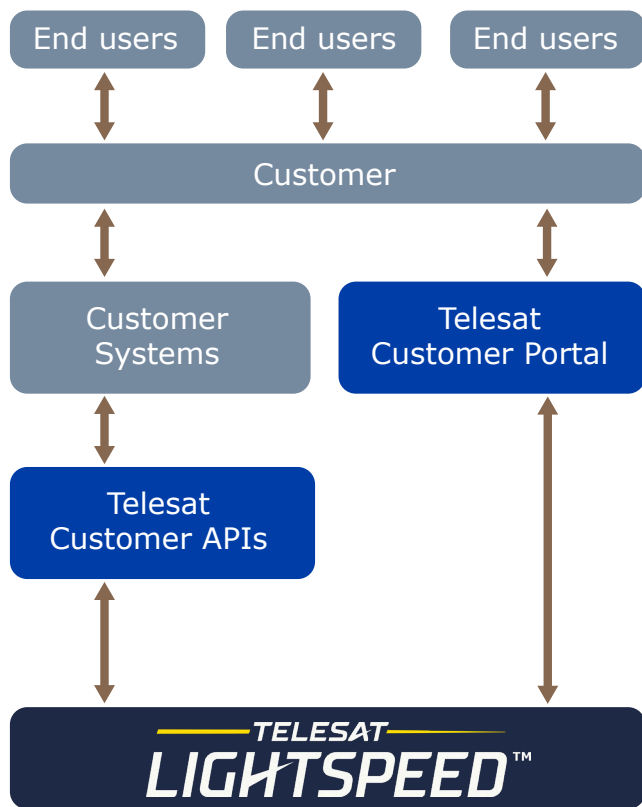 End users
End users
End users
Customer
Customer
Systems
Telesat
Customer Portal
Telesat
Customer APIs
TELESAT
LIGHTSPEED™